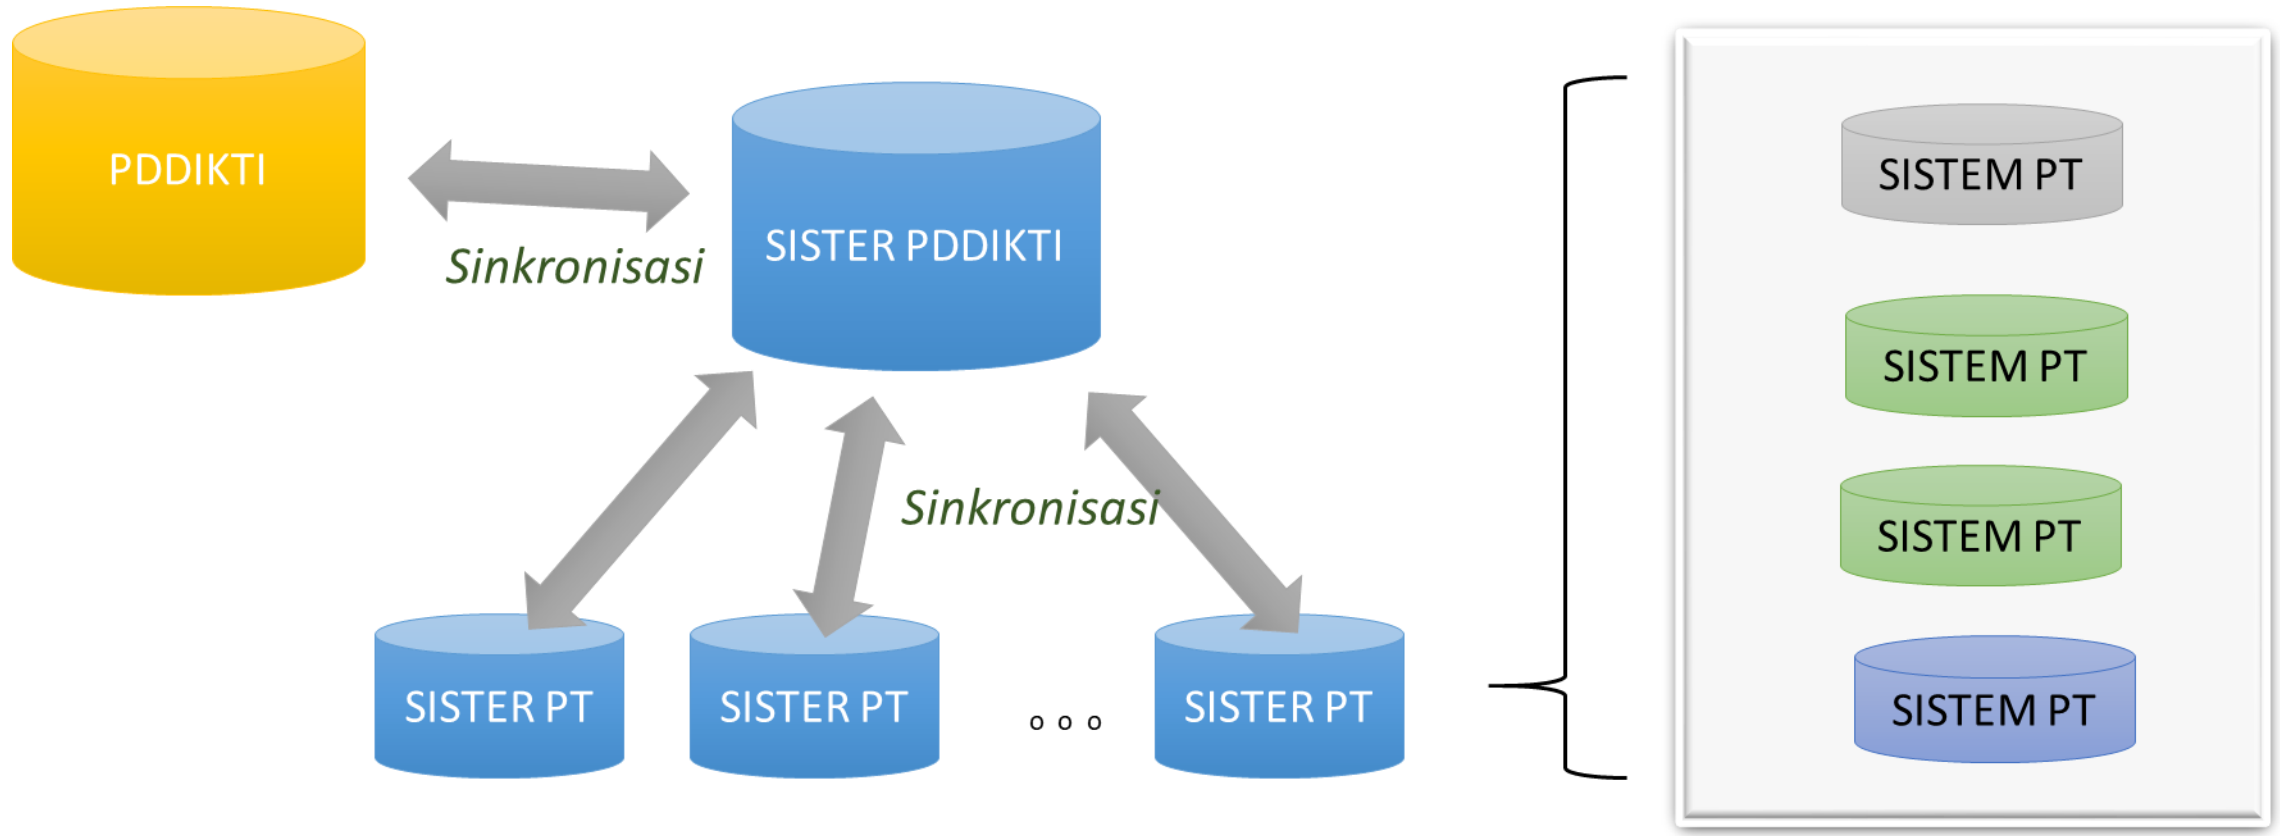 PDDIKTI
Sinkronisasi
SISTER PDDIKTI
Sinkronisasi
SISTER PT
SISTER PT
o o o
SISTER PT
SISTEM PT
SISTEM PT
SISTEM PT
SISTEM PT